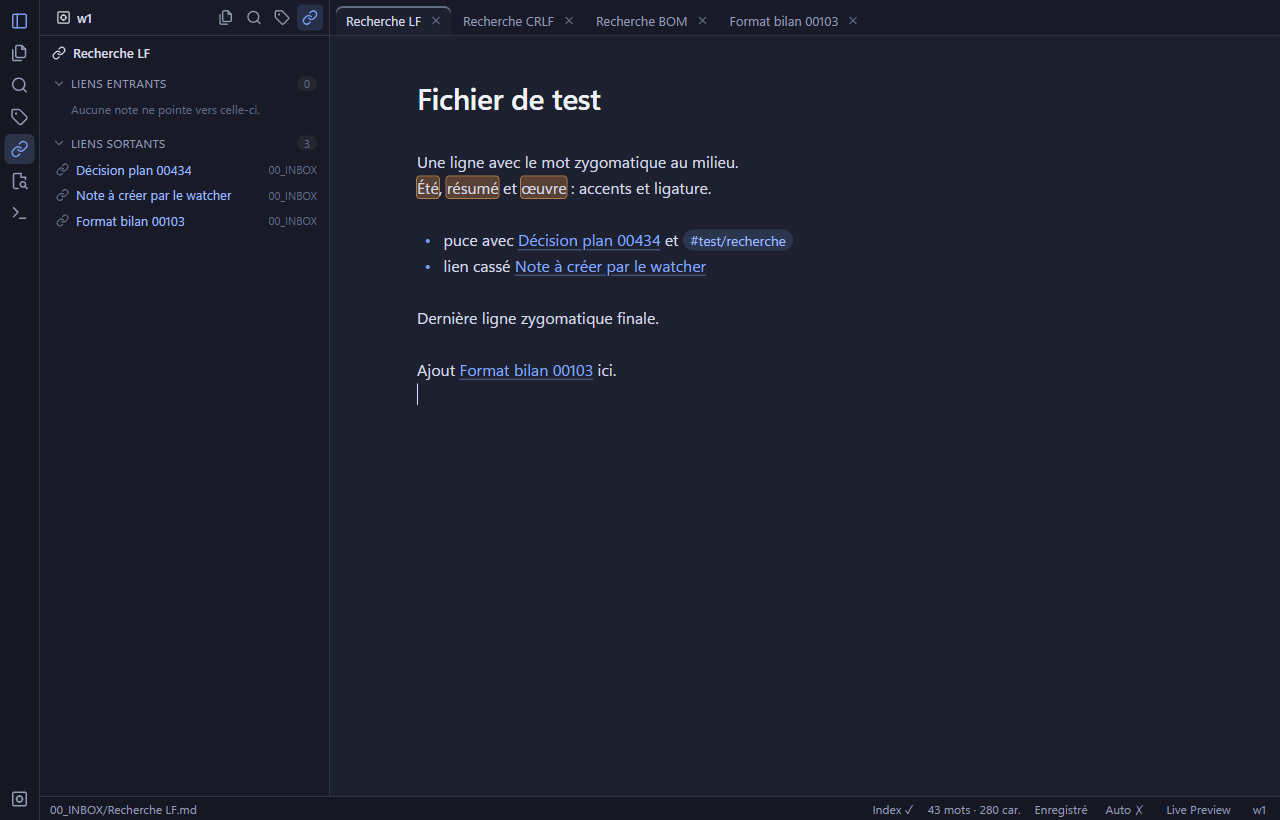 w1
Recherche LF
LIENS ENTRANTS 0
Aucune note ne pointe vers celle-ci.
LIENS SORTANTS 3
Décision plan 00434 00_INBOX
Note à créer par le watcher 00_INBOX
Format bilan 00103 00_INBOX
Recherche LF
Recherche CRLF
Recherche BOM
Format bilan 00103
Fichier de test
Une ligne avec le mot zygomatique au milieu.
Été, résumé et œuvre : accents et ligature.
• puce avec Décision plan 00434 et #test/recherche
• lien cassé Note à créer par le watcher
Dernière ligne zygomatique finale.
Ajout Format bilan 00103 ici.
00_INBOX/Recherche LF.md
Index ✓ 43 mots · 280 car. Enregistré Auto ✗ Live Preview w1